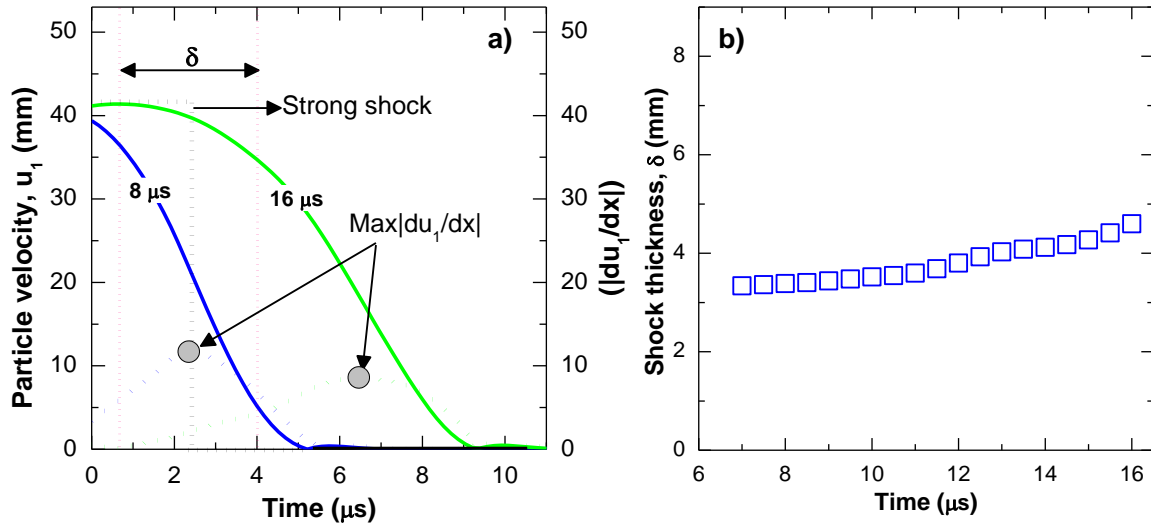 a)
δ
Strong shock
8 μs
16 μs
Max|du₁/dx|
Particle velocity, u₁ (mm)
50
40
30
20
10
0
0 2 4 6 8 10
Time (μs)
50
40
30
20
10
0
(|du₁/dx|)
b)
Shock thickness, δ (mm)
8
6
4
2
0
6 8 10 12 14 16
Time (μs)